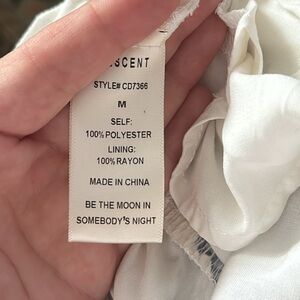 SCENT
STYLE# CD7366
M
SELF:
100% POLYESTER
LINING:
100% RAYON
MADE IN CHINA
BE THE MOON IN
SOMEBODY'S NIGHT